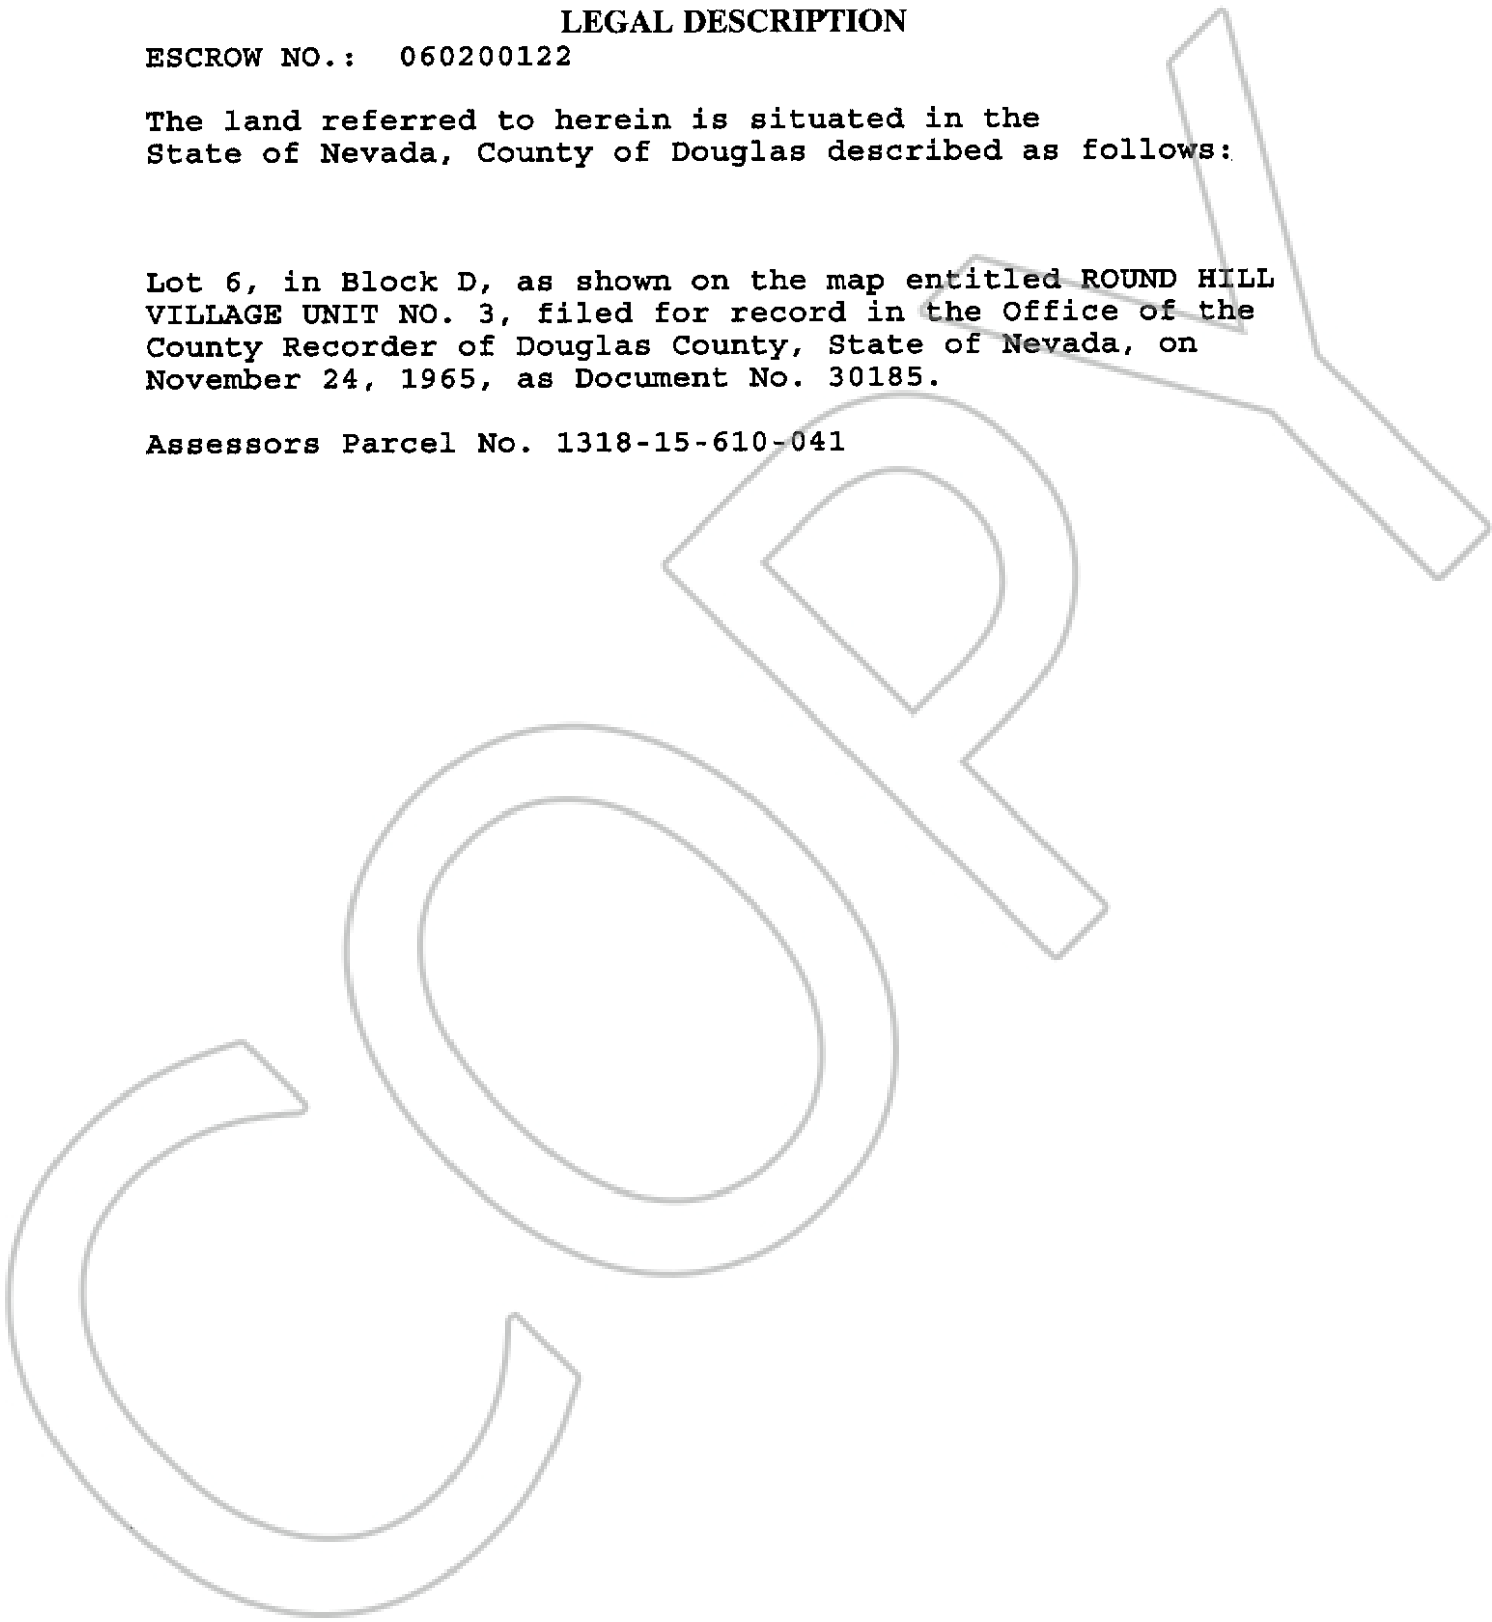 LEGAL DESCRIPTION
ESCROW NO.: 060200122
The land referred to herein is situated in the
State of Nevada, County of Douglas described as follows:
Lot 6, in Block D, as shown on the map entitled ROUND HILL
VILLAGE UNIT NO. 3, filed for record in the Office of the
County Recorder of Douglas County, State of Nevada, on
November 24, 1965, as Document No. 30185.
Assessors Parcel No. 1318-15-610-041
COPY